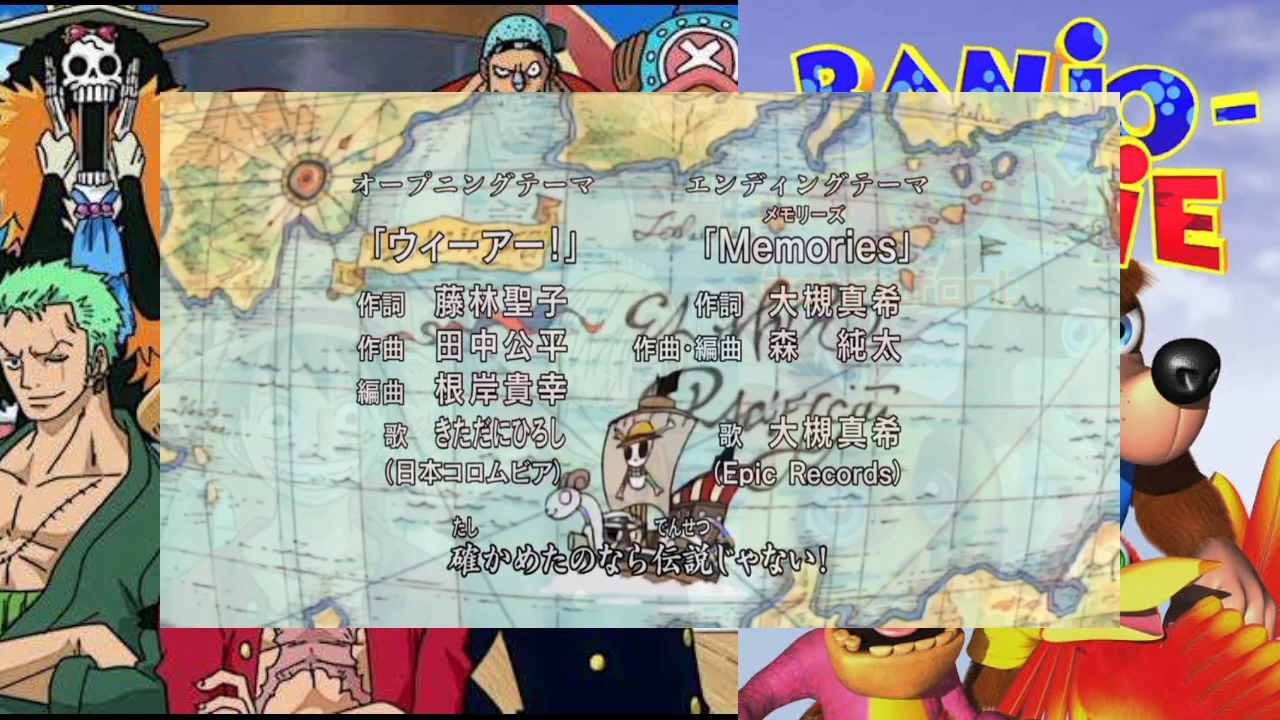 BANJO-
IE
オープニングテーマ
「ウィーアー!」
作詞 藤林聖子
作曲 田中公平
編曲 根岸貴幸
歌 きただにひろし
(日本コロムビア)
エンディングテーマ
メモリーズ
「Memories」
作詞 大槻真希
作曲・編曲 森 純太
歌 大槻真希
(Epic Records)
たし でんせつ
確かめたのなら伝説じゃない!